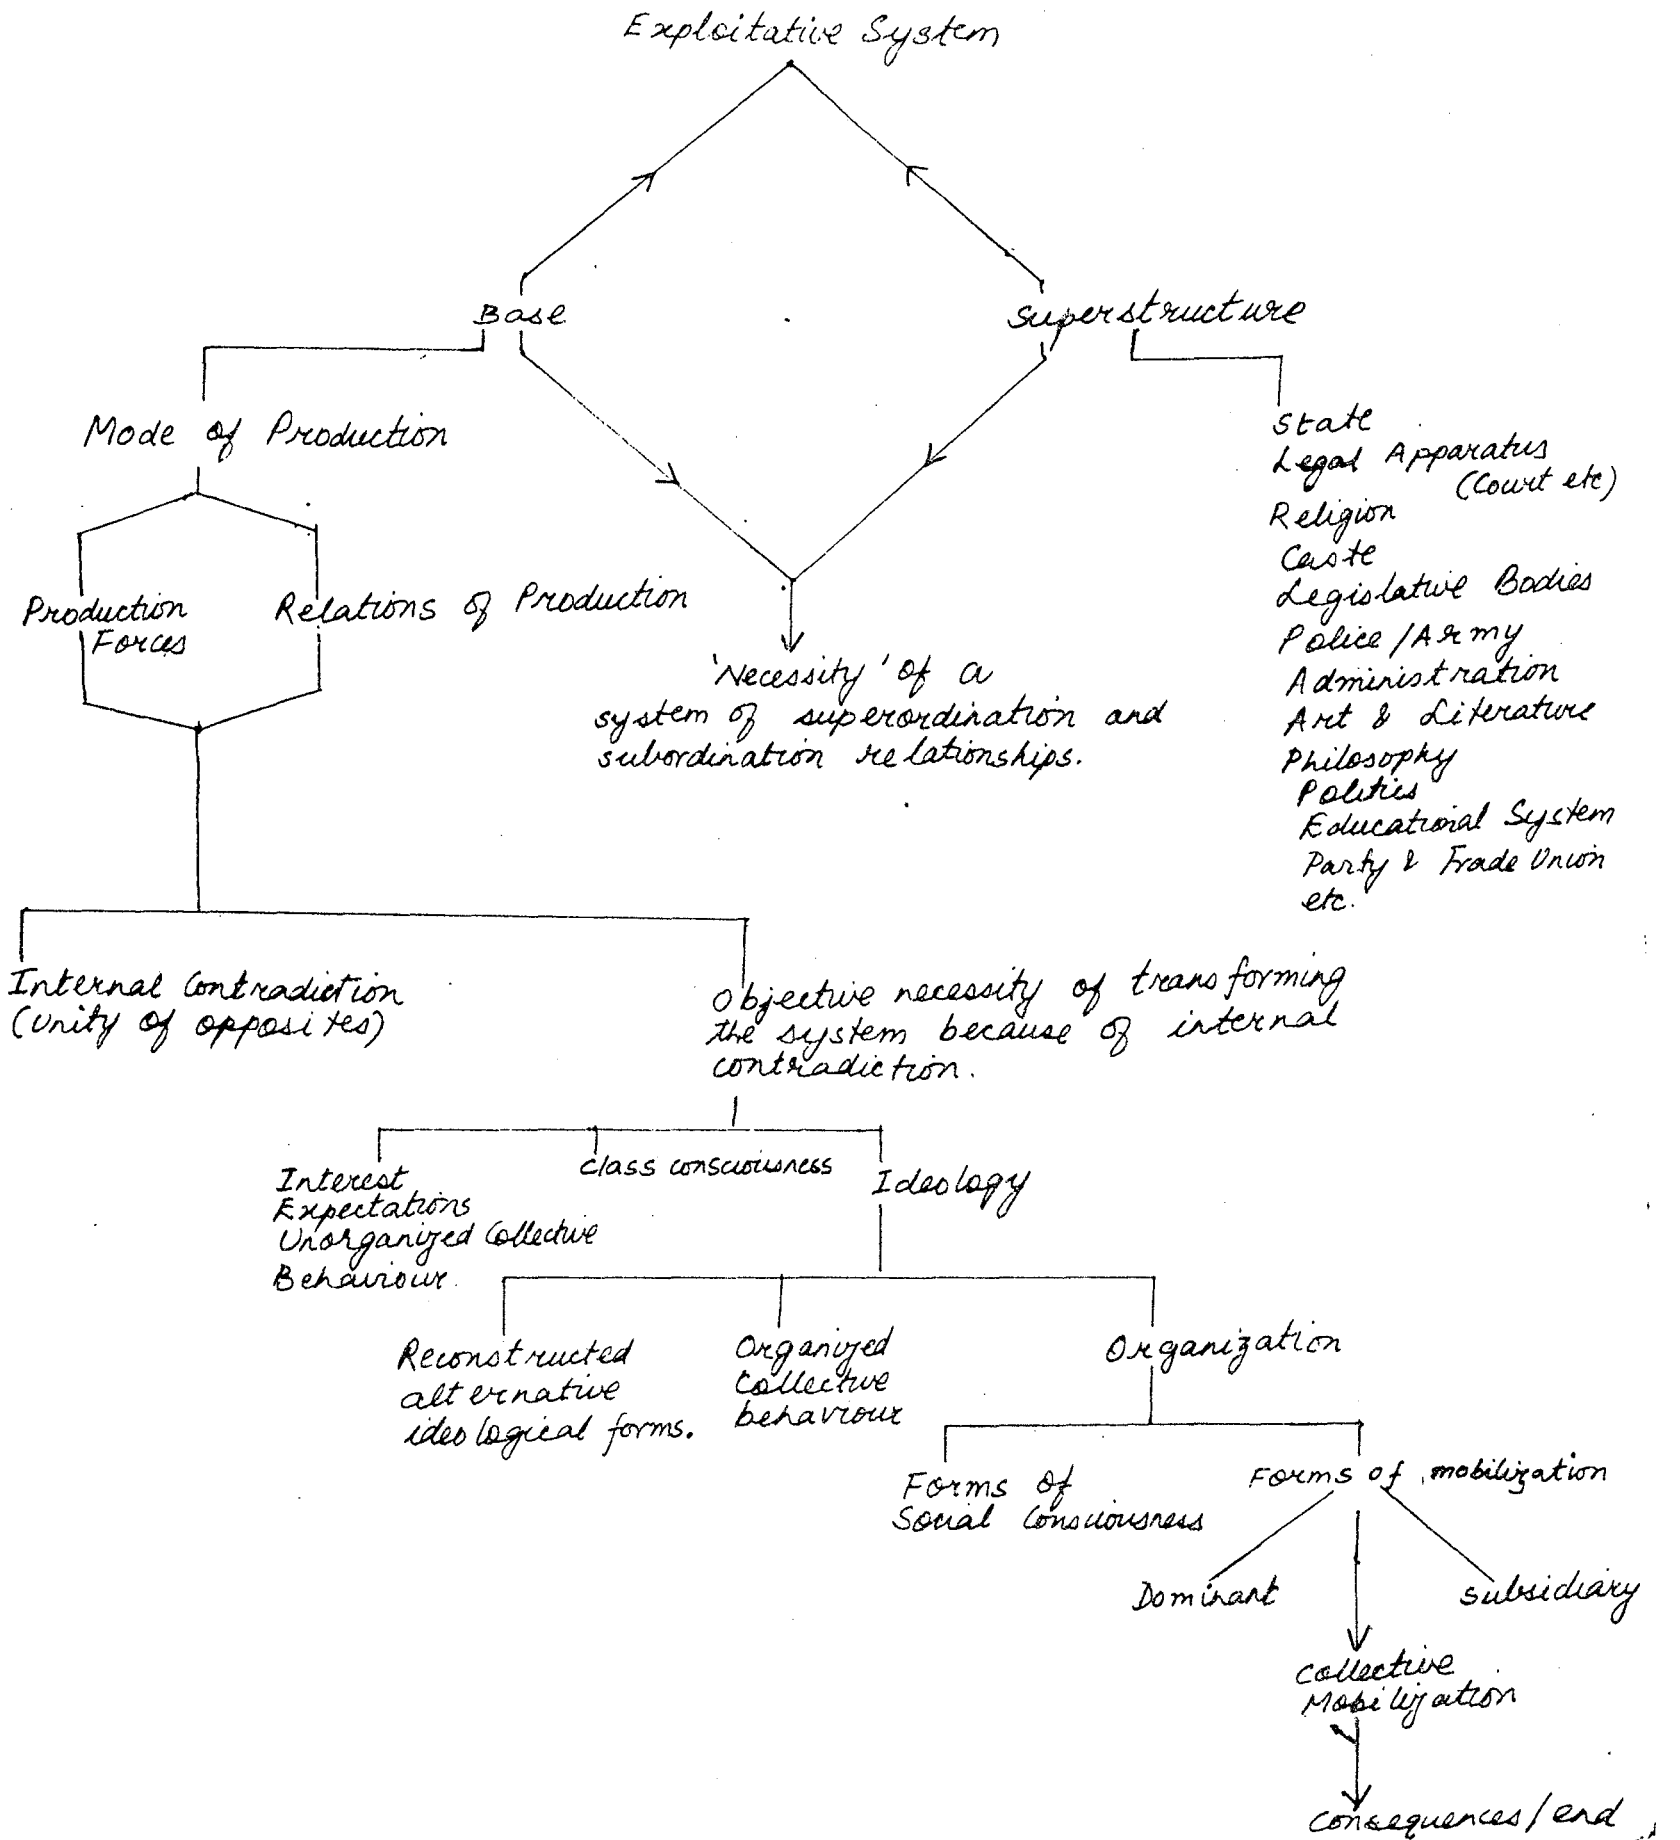 Exploitative System
Base
Superstructure
Mode of Production
State
Legal Apparatus
(Court etc)
Religion
Caste
Legislative Bodies
Police / Army
Administration
Art & Literature
Philosophy
Politics
Educational System
Party & Trade Union
etc.
Production
Forces
Relations of Production
'Necessity' of a
system of superordination and
subordination relationships.
Internal Contradiction
(Unity of opposites)
Objective necessity of transforming
the system because of internal
contradiction.
Interest
Expectations
Unorganized Collective
Behaviour.
Class consciousness
Ideology
Reconstructed
alternative
ideological forms.
Organized
Collective
behaviour
Organization
Forms of
Social Consciousness
Forms of mobilization
Dominant
Subsidiary
Collective
Mobilization
Consequences / end